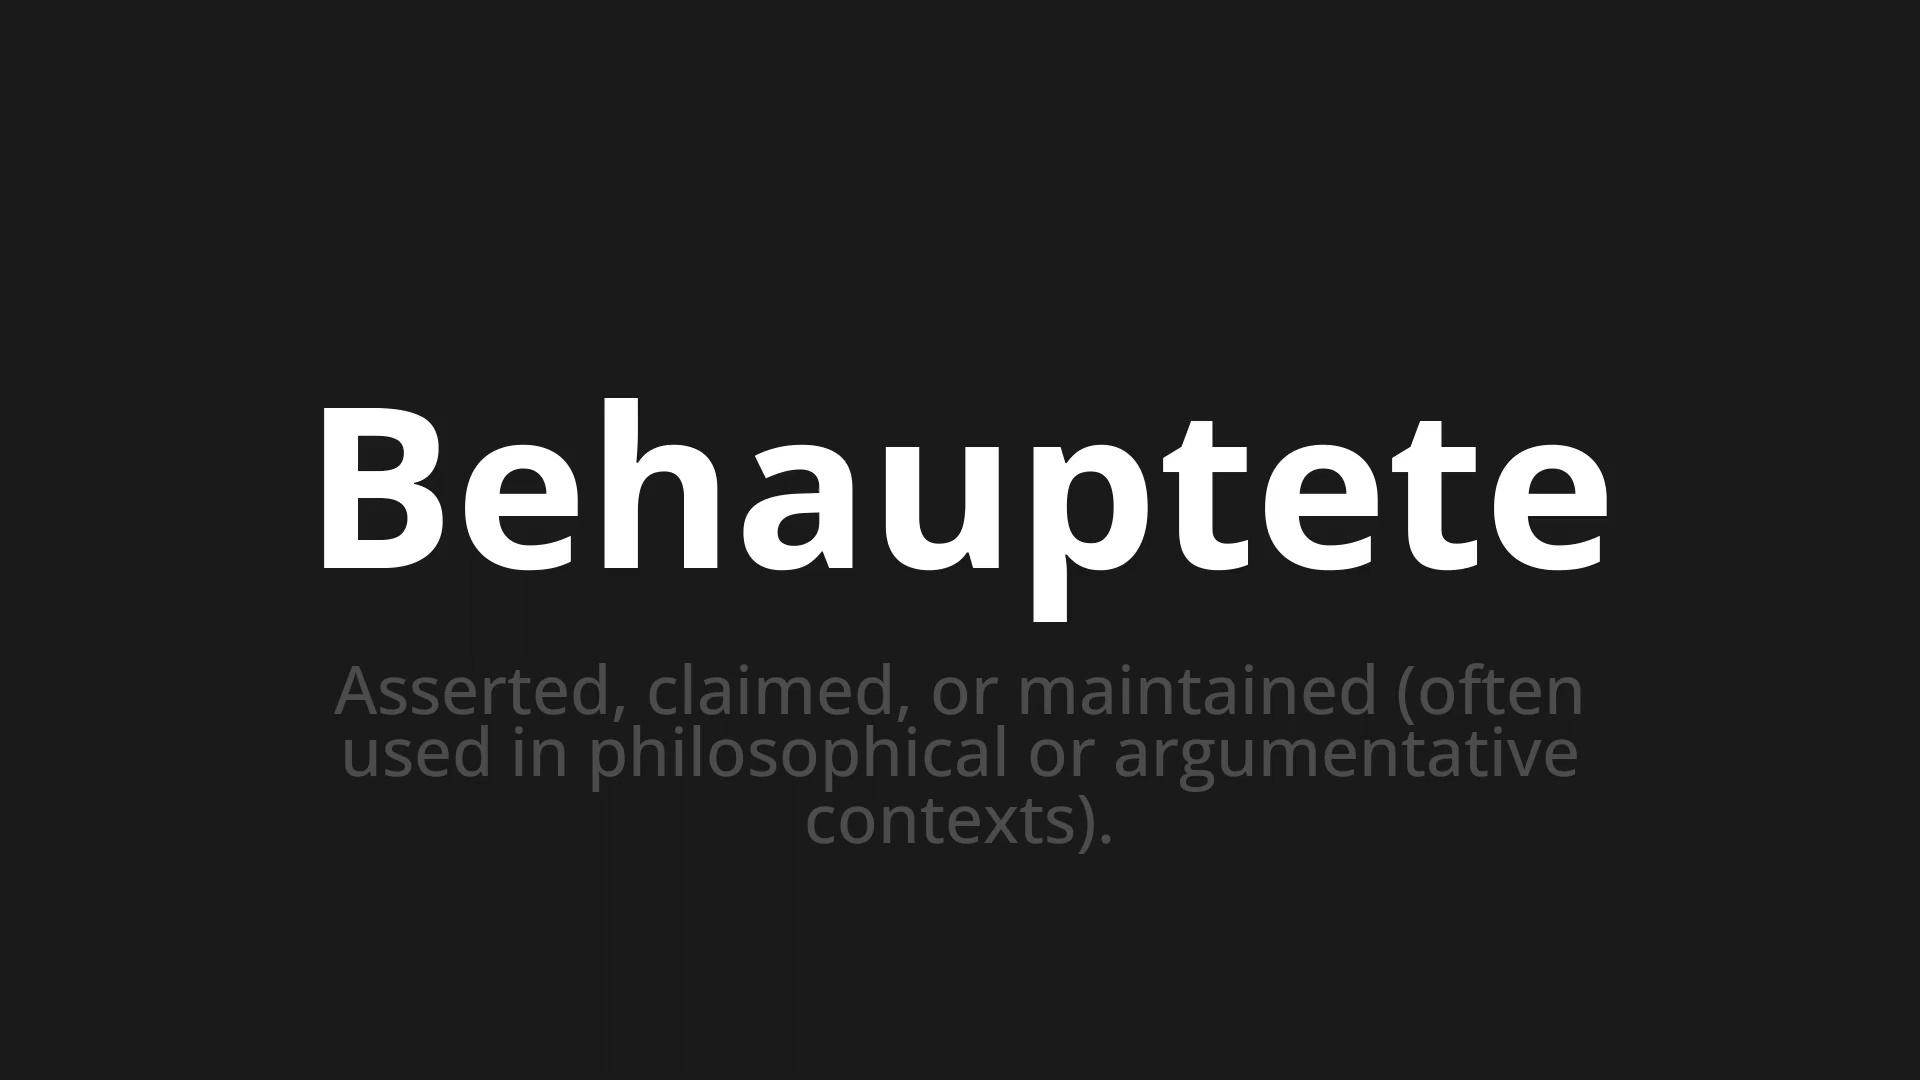 Behauptete
Asserted, claimed, or maintained (often
used in philosophical or argumentative
contexts).